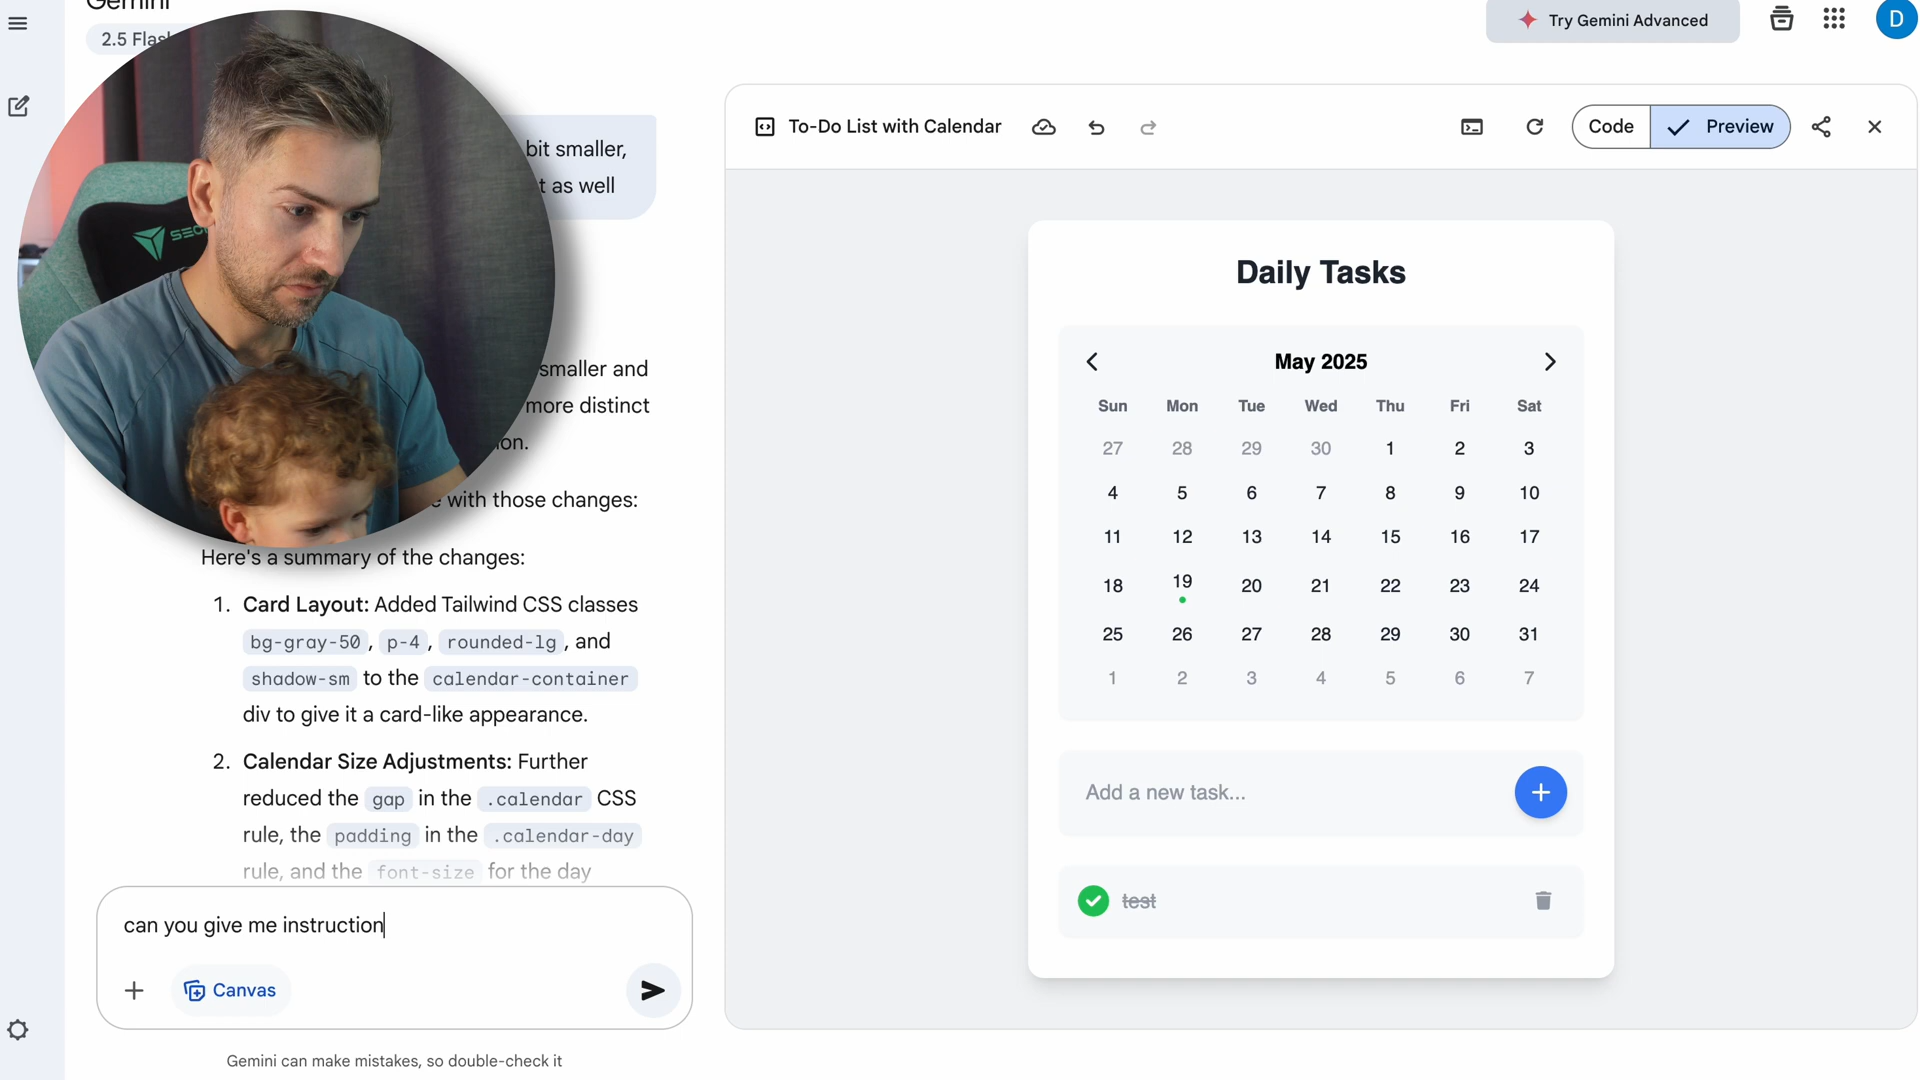 Gemini
2.5 Flash
Try Gemini Advanced
D
bit smaller,
t as well
smaller and
more distinct
on.
e with those changes:
Here's a summary of the changes:
1. Card Layout: Added Tailwind CSS classes
bg-gray-50, p-4, rounded-lg, and
shadow-sm to the calendar-container
div to give it a card-like appearance.
2. Calendar Size Adjustments: Further
reduced the gap in the .calendar CSS
rule, the padding in the .calendar-day
rule, and the font-size for the day
can you give me instruction
Canvas
Gemini can make mistakes, so double-check it
To-Do List with Calendar
Code
Preview
Daily Tasks
May 2025
Sun Mon Tue Wed Thu Fri Sat
27 28 29 30 1 2 3
4 5 6 7 8 9 10
11 12 13 14 15 16 17
18 19 20 21 22 23 24
25 26 27 28 29 30 31
1 2 3 4 5 6 7
Add a new task...
test